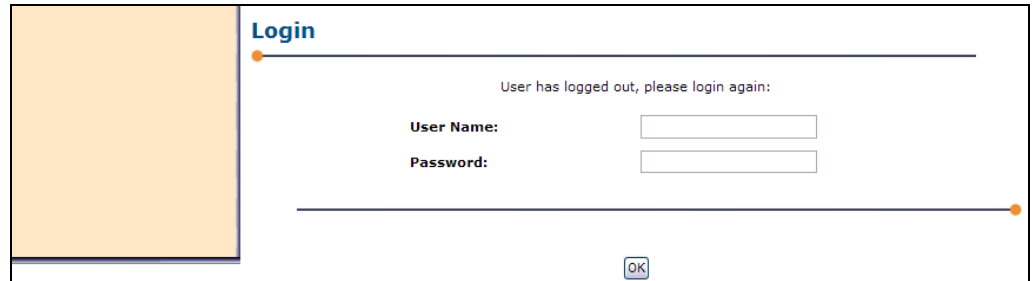 Login
User has logged out, please login again:
User Name:
Password:
OK